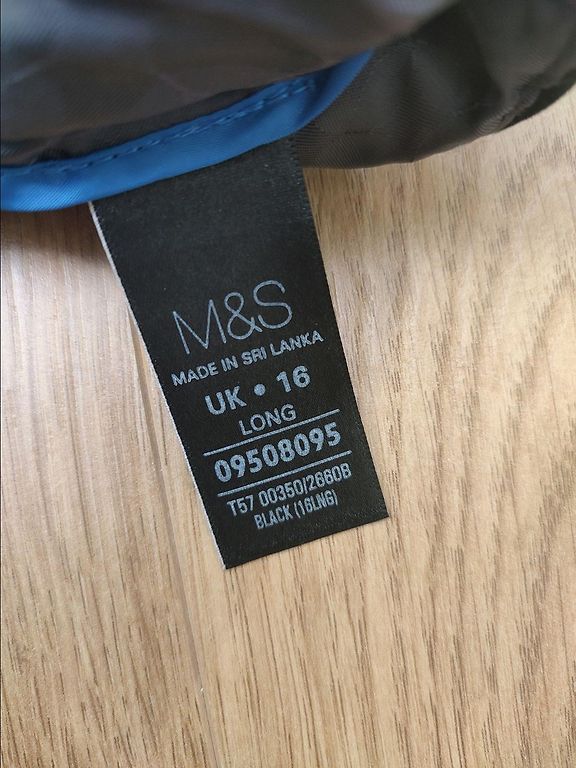 M&S
MADE IN SRI LANKA
UK • 16
LONG
09508095
T57 00350/2660B
BLACK (16LNG)